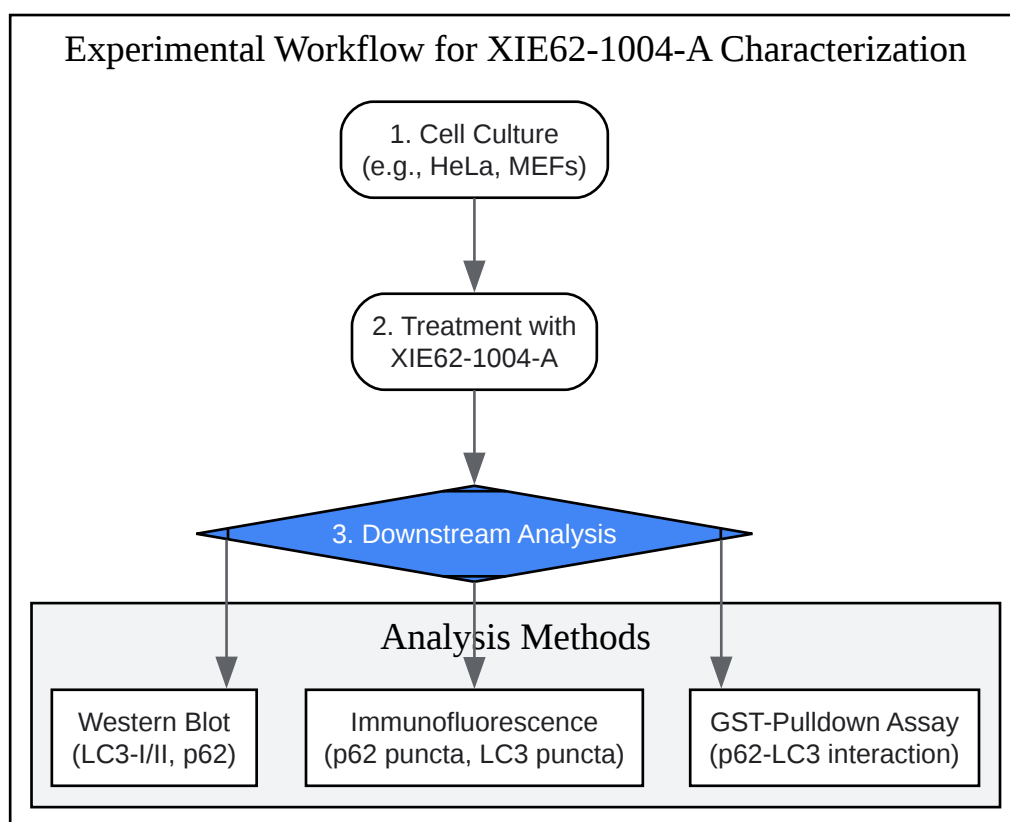 Experimental Workflow for XIE62-1004-A Characterization
1. Cell Culture
(e.g., HeLa, MEFs)
2. Treatment with
XIE62-1004-A
3. Downstream Analysis
Analysis Methods
Western Blot
(LC3-I/II, p62)
Immunofluorescence
(p62 puncta, LC3 puncta)
GST-Pulldown Assay
(p62-LC3 interaction)